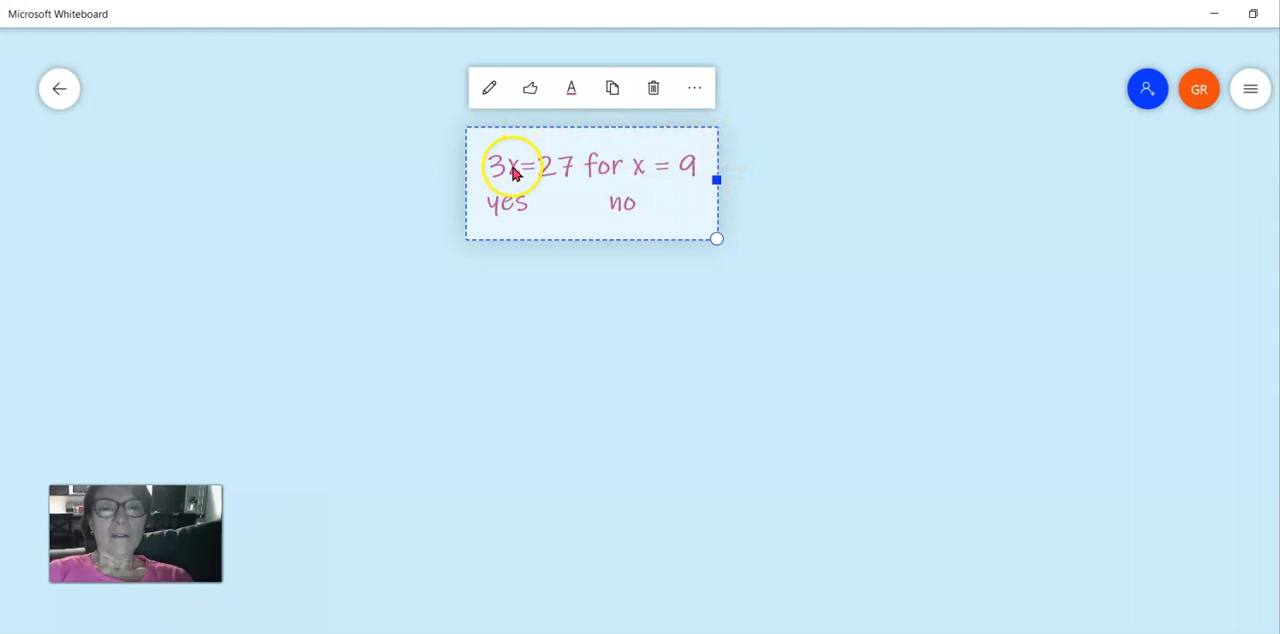 Microsoft Whiteboard
GR
3x=27 for x = 9
yes no